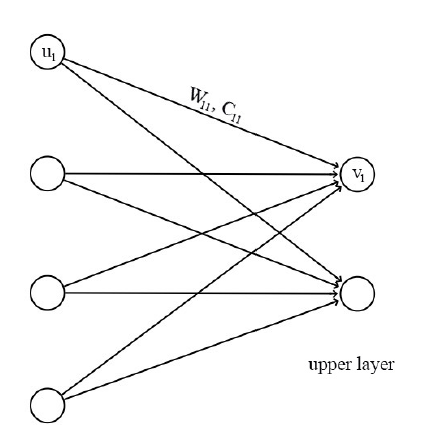 u₁
W₁₁, C₁₁
v₁
upper layer